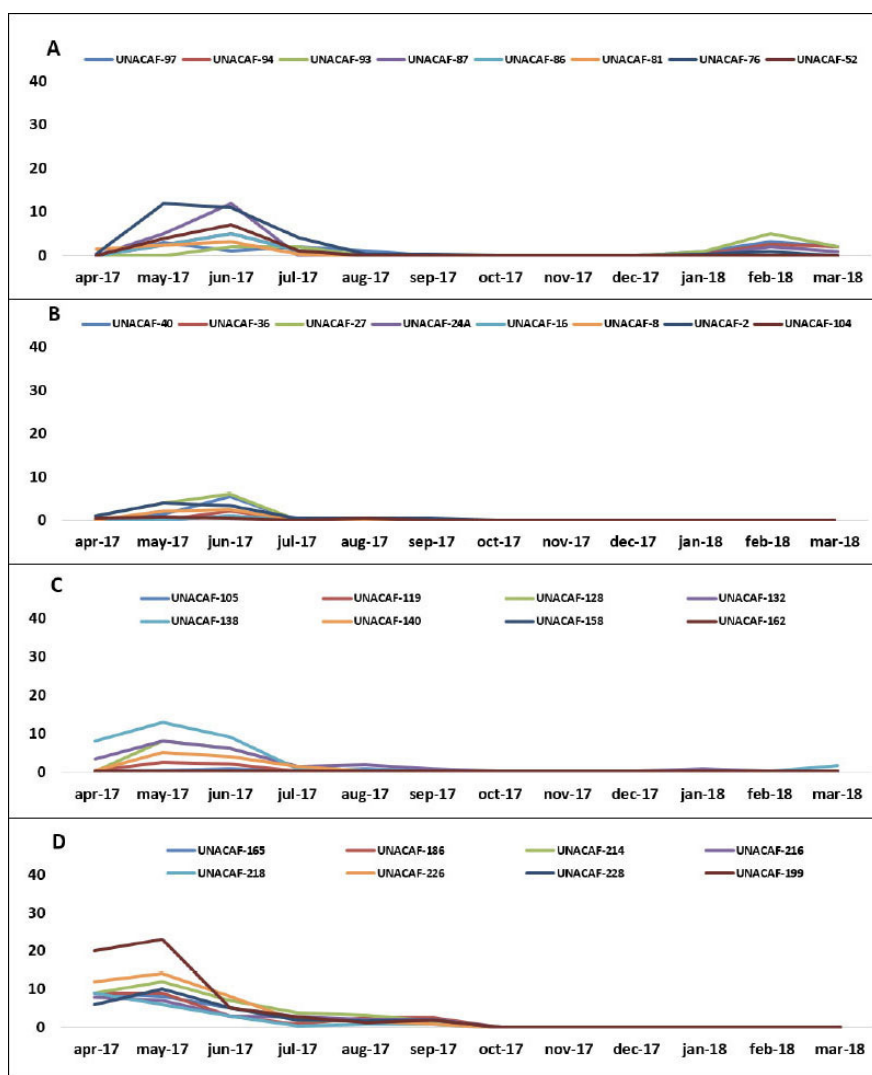 A
UNACAF-97 UNACAF-94 UNACAF-93 UNACAF-87 UNACAF-86 UNACAF-81 UNACAF-76 UNACAF-52
40
30
20
10
0
apr-17 may-17 jun-17 jul-17 aug-17 sep-17 oct-17 nov-17 dec-17 jan-18 feb-18 mar-18
B
UNACAF-40 UNACAF-36 UNACAF-27 UNACAF-24A UNACAF-16 UNACAF-8 UNACAF-2 UNACAF-104
40
30
20
10
0
apr-17 may-17 jun-17 jul-17 aug-17 sep-17 oct-17 nov-17 dec-17 jan-18 feb-18 mar-18
C
UNACAF-105 UNACAF-119 UNACAF-128 UNACAF-132
UNACAF-138 UNACAF-140 UNACAF-158 UNACAF-162
40
30
20
10
0
apr-17 may-17 jun-17 jul-17 aug-17 sep-17 oct-17 nov-17 dec-17 jan-18 feb-18 mar-18
D
UNACAF-165 UNACAF-186 UNACAF-214 UNACAF-216
UNACAF-218 UNACAF-226 UNACAF-228 UNACAF-199
40
30
20
10
0
apr-17 may-17 jun-17 jul-17 aug-17 sep-17 oct-17 nov-17 dec-17 jan-18 feb-18 mar-18